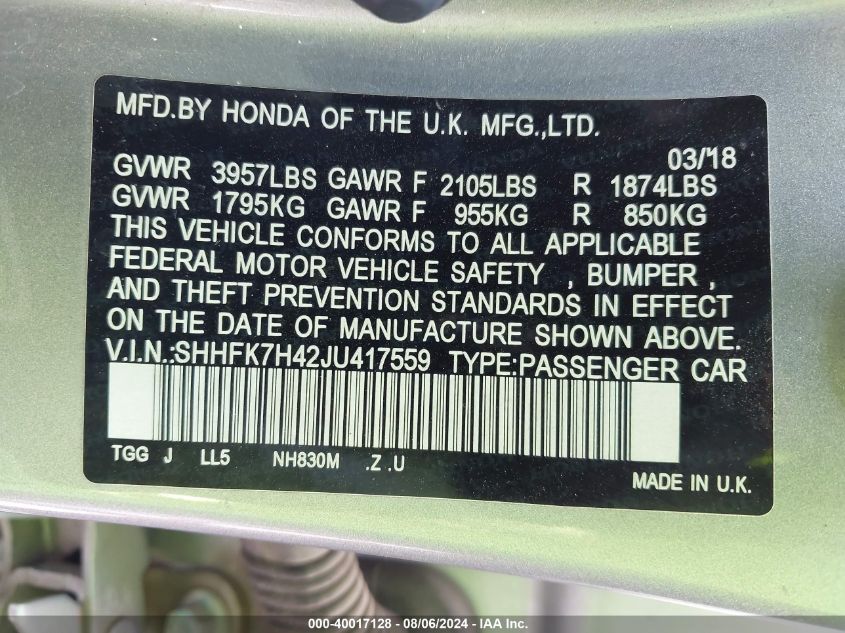 MFD.BY HONDA OF THE U.K. MFG.,LTD.
03/'18
GVWR 3957LBS GAWR F 2105LBS R 1874LBS
GVWR 1795KG GAWR F 955KG R 850KG
THIS VEHICLE CONFORMS TO ALL APPLICABLE
FEDERAL MOTOR VEHICLE SAFETY , BUMPER ,
AND THEFT PREVENTION STANDARDS IN EFFECT
ON THE DATE OF MANUFACTURE SHOWN ABOVE.
V.I.N.:SHHFK7H42JU417559 TYPE:PASSENGER CAR
TGG J LL5 NH830M .Z .U
MADE IN U.K.
000-40017128 - 08/06/2024 - IAA Inc.